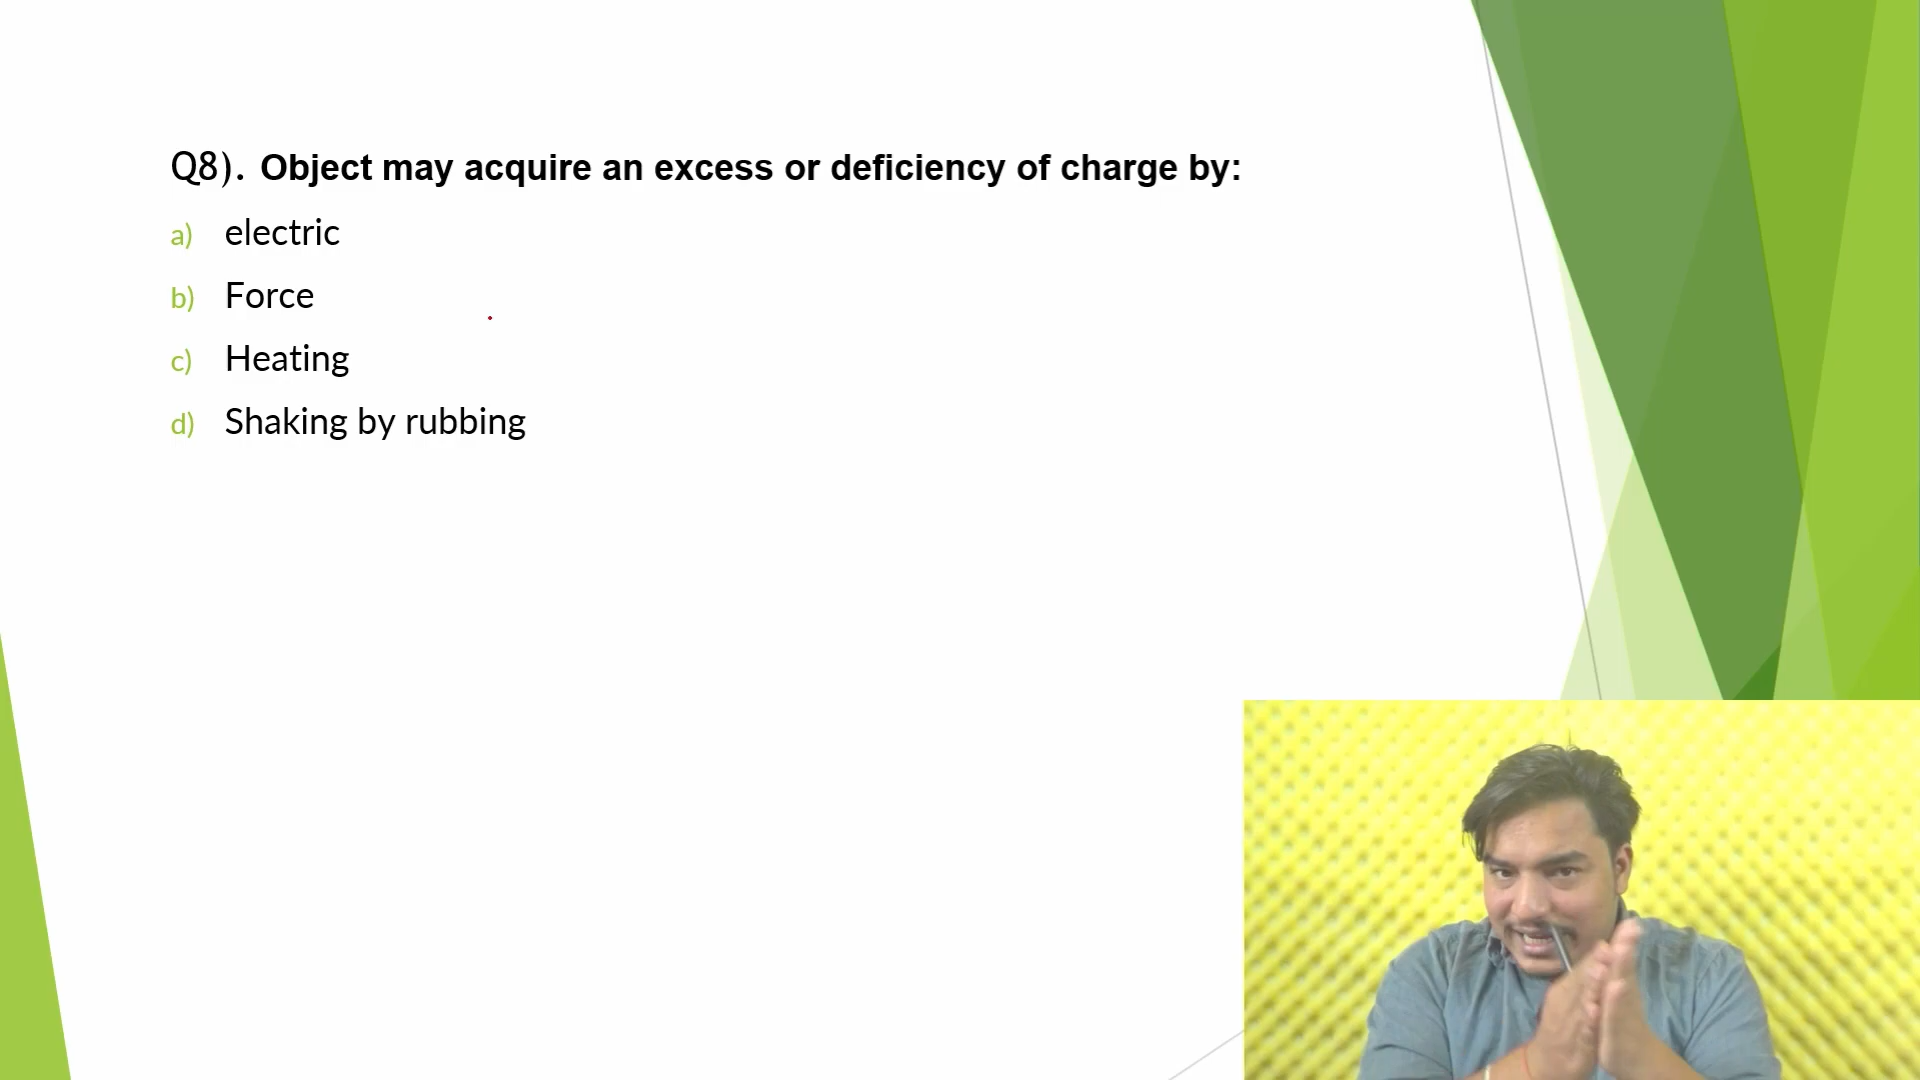 Q8). Object may acquire an excess or deficiency of charge by:
a) electric
b) Force
c) Heating
d) Shaking by rubbing